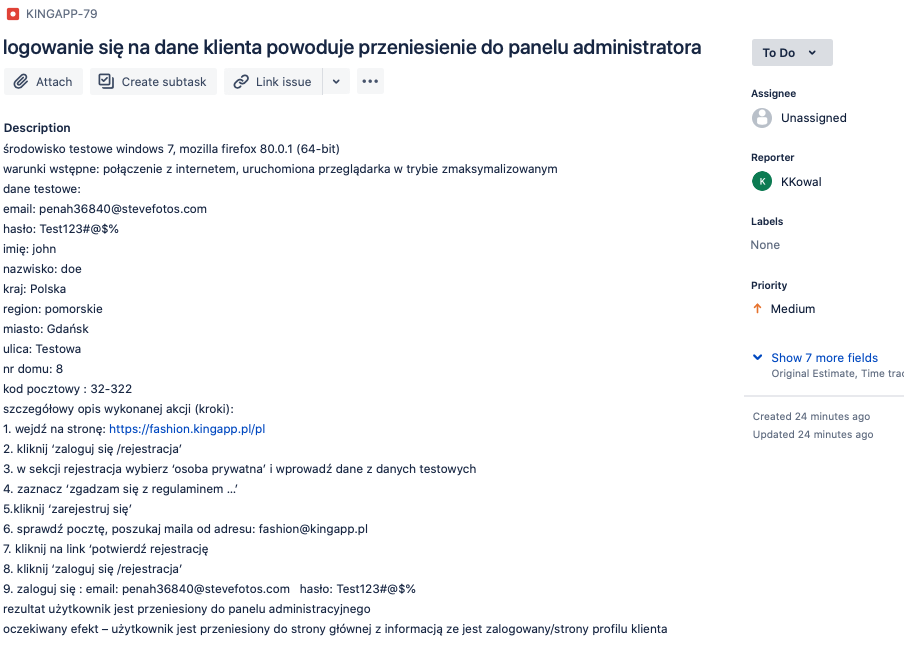 KINGAPP-79
logowanie się na dane klienta powoduje przeniesienie do panelu administratora
Attach
Create subtask
Link issue
Description
środowisko testowe windows 7, mozilla firefox 80.0.1 (64-bit)
warunki wstępne: połączenie z internetem, uruchomiona przeglądarka w trybie zmaksymalizowanym
dane testowe:
email: penah36840@stevefotos.com
hasło: Test123#@$%
imię: john
nazwisko: doe
kraj: Polska
region: pomorskie
miasto: Gdańsk
ulica: Testowa
nr domu: 8
kod pocztowy : 32-322
szczegółowy opis wykonanej akcji (kroki):
1. wejdź na stronę: https://fashion.kingapp.pl/pl
2. kliknij ‘zaloguj się /rejestracja’
3. w sekcji rejestracja wybierz ‘osoba prywatna’ i wprowadź dane z danych testowych
4. zaznacz ‘zgadzam się z regulaminem ...’
5.kliknij ‘zarejestruj się’
6. sprawdź pocztę, poszukaj maila od adresu: fashion@kingapp.pl
7. kliknij na link ‘potwierdź rejestrację
8. kliknij ‘zaloguj się /rejestracja’
9. zaloguj się : email: penah36840@stevefotos.com hasło: Test123#@$%
rezultat użytkownik jest przeniesiony do panelu administracyjnego
oczekiwany efekt – użytkownik jest przeniesiony do strony głównej z informacją ze jest zalogowany/strony profilu klienta
To Do
Assignee
Unassigned
Reporter
K KKowal
Labels
None
Priority
Medium
Show 7 more fields
Original Estimate, Time trac
Created 24 minutes ago
Updated 24 minutes ago